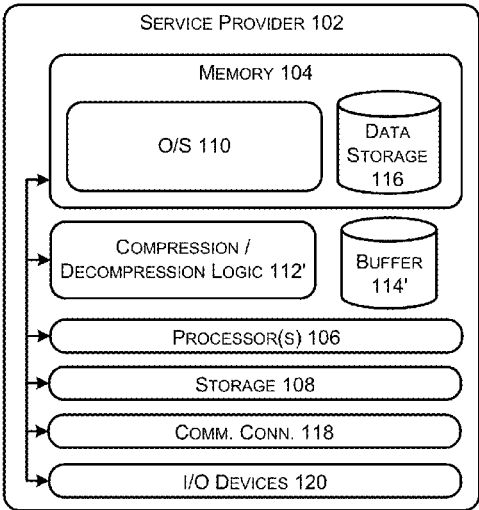 SERVICE PROVIDER 102
MEMORY 104
O/S 110
DATA
STORAGE
116
COMPRESSION /
DECOMPRESSION LOGIC 112'
BUFFER
114'
PROCESSOR(S) 106
STORAGE 108
COMM. CONN. 118
I/O DEVICES 120